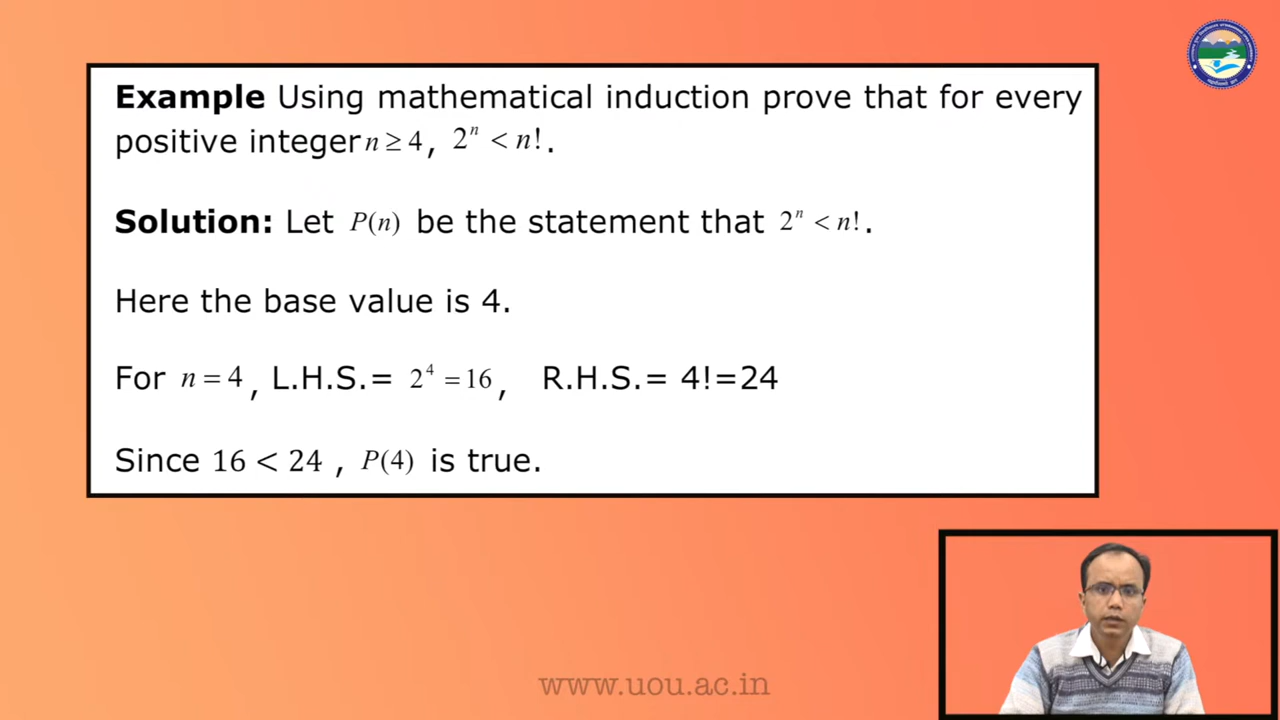 Example Using mathematical induction prove that for every
positive integer n ≥ 4, 2ⁿ < n!.
Solution: Let P(n) be the statement that 2ⁿ < n!.
Here the base value is 4.
For n = 4, L.H.S.= 2⁴ = 16, R.H.S.= 4!=24
Since 16 < 24 , P(4) is true.
www.uou.ac.in